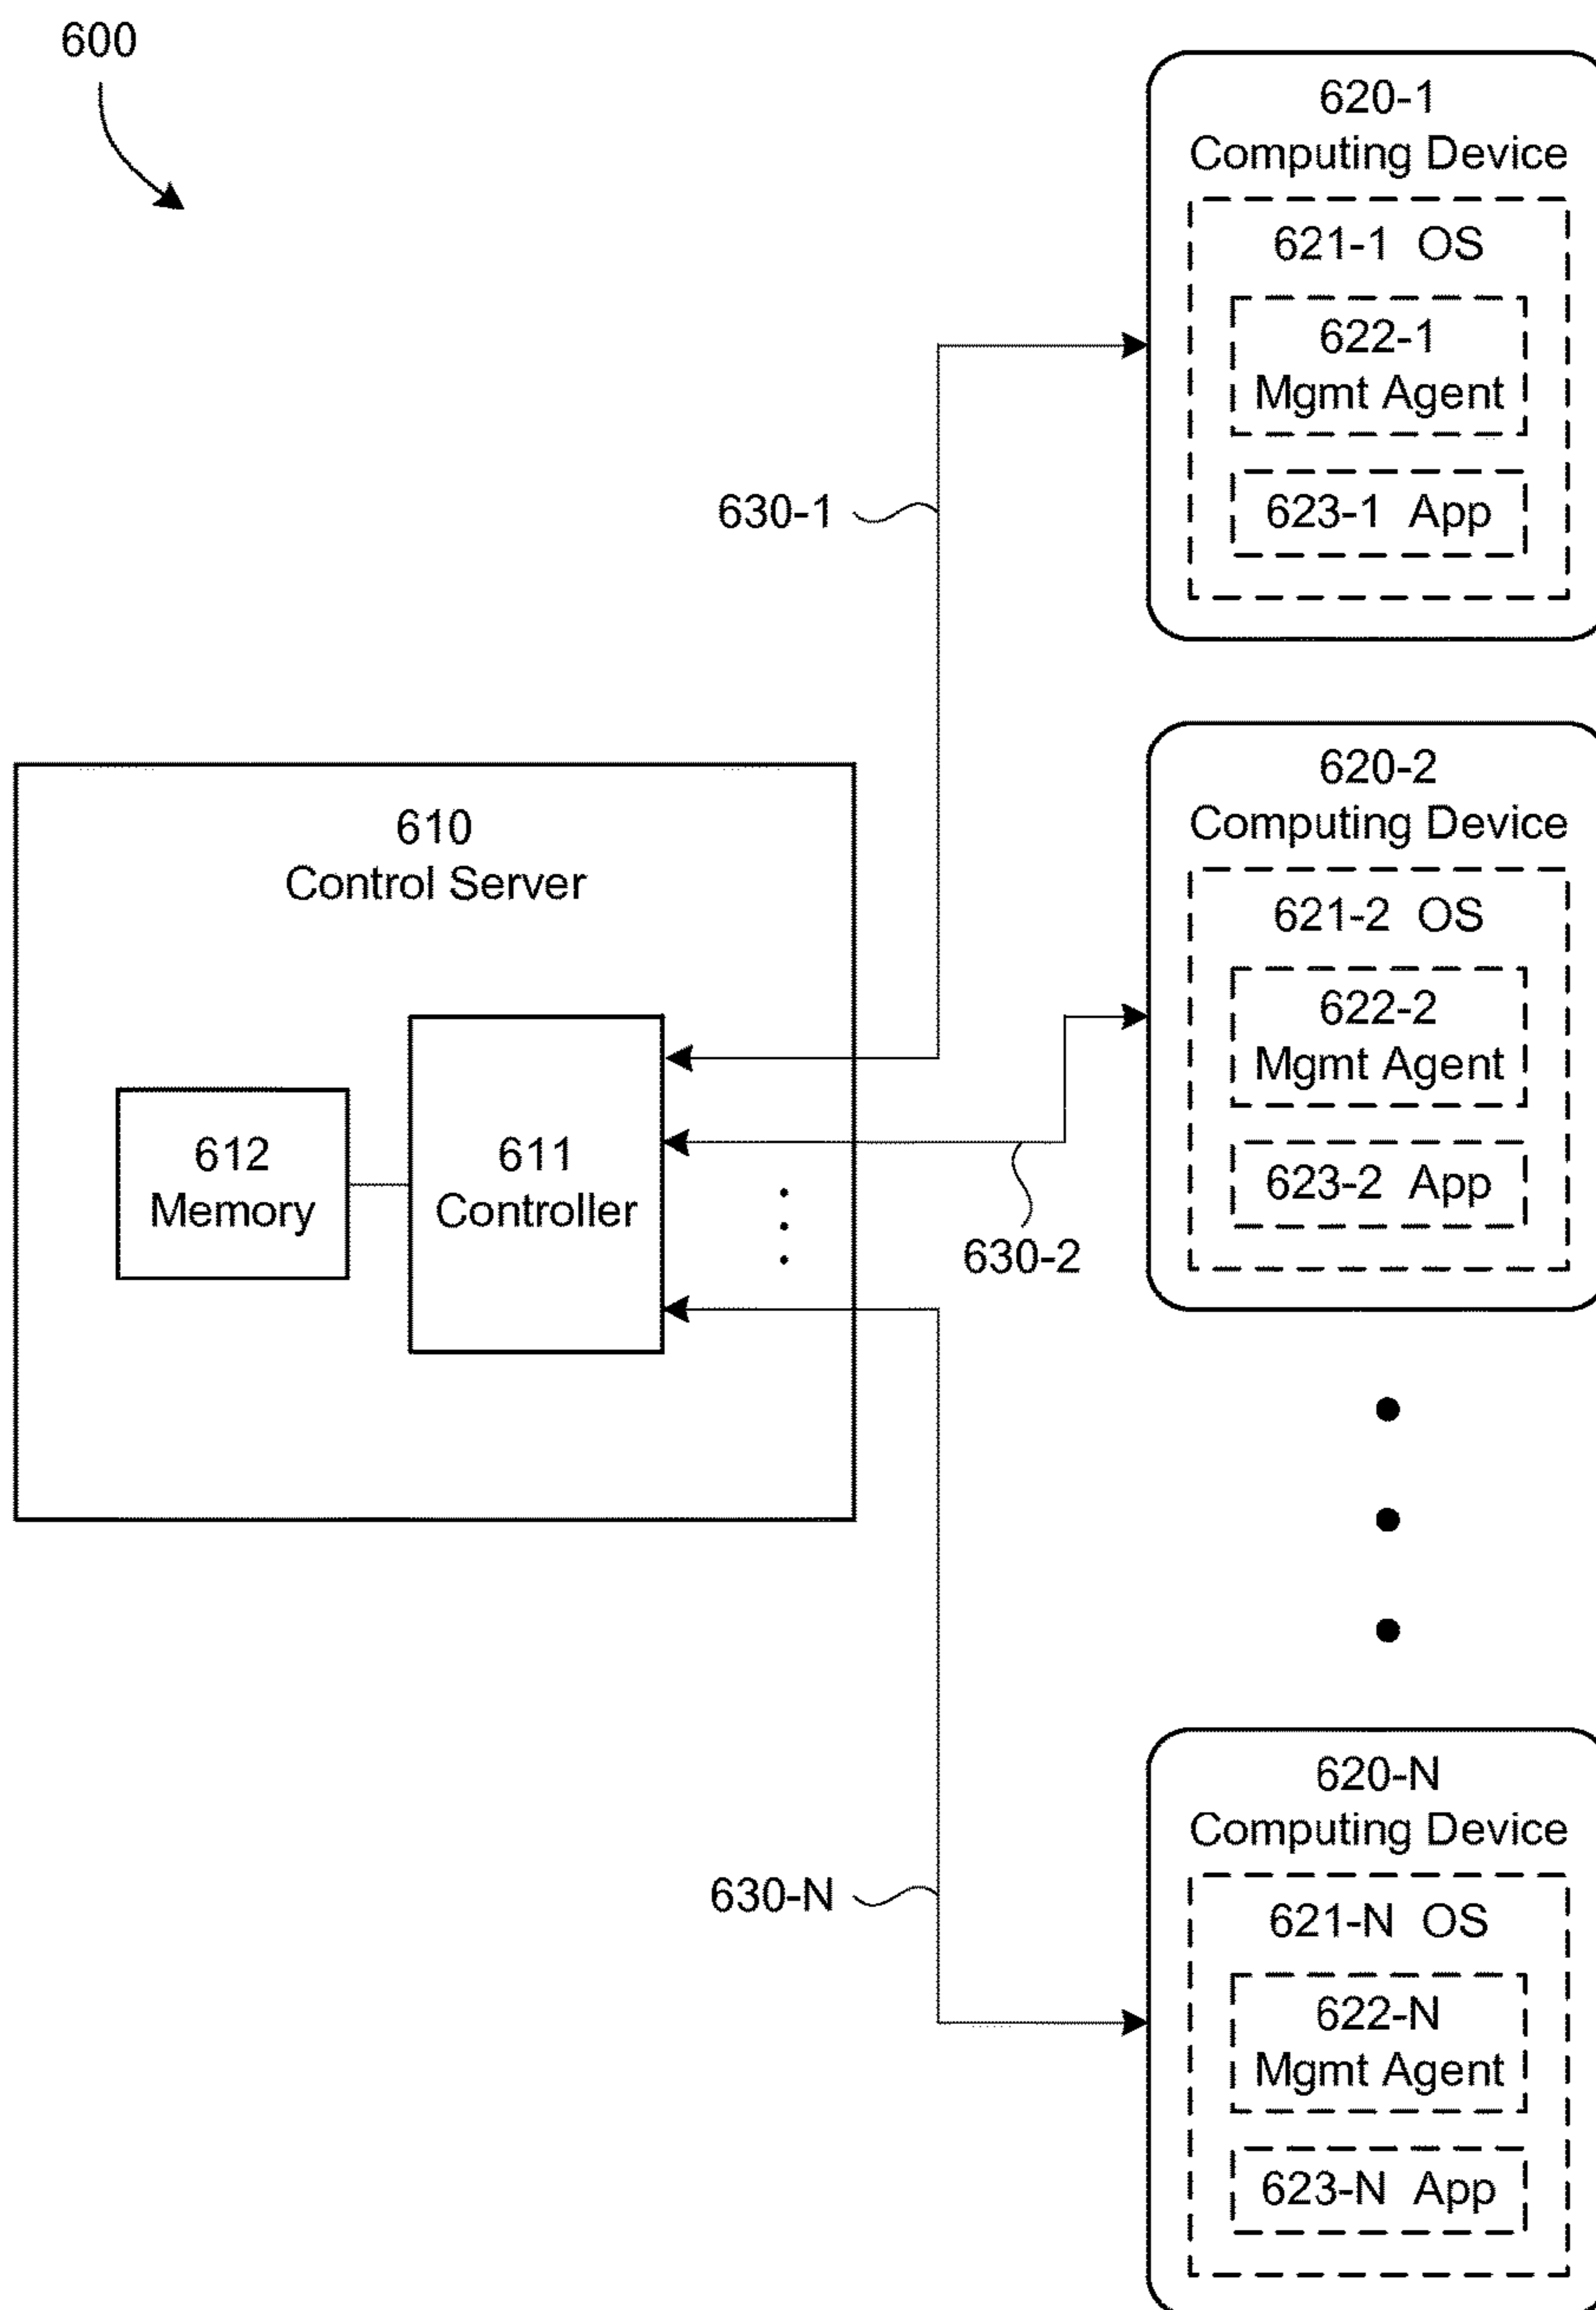 600
620-1
Computing Device
621-1 OS
622-1
Mgmt Agent
623-1 App
630-1
610
Control Server
612
Memory
611
Controller
620-2
Computing Device
621-2 OS
622-2
Mgmt Agent
623-2 App
630-2
630-N
620-N
Computing Device
621-N OS
622-N
Mgmt Agent
623-N App